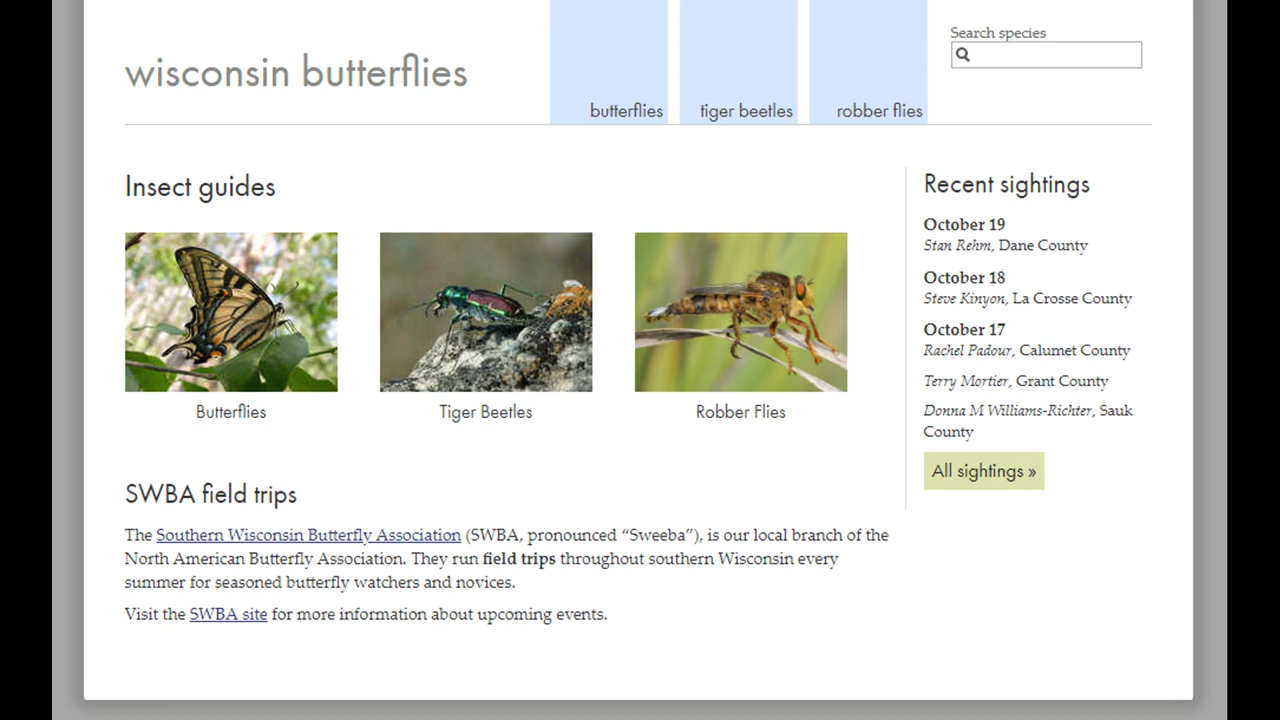 wisconsin butterflies
butterflies
tiger beetles
robber flies
Search species
Insect guides
Butterflies
Tiger Beetles
Robber Flies
SWBA field trips
The Southern Wisconsin Butterfly Association (SWBA, pronounced “Sweeba”), is our local branch of the
North American Butterfly Association. They run field trips throughout southern Wisconsin every
summer for seasoned butterfly watchers and novices.
Visit the SWBA site for more information about upcoming events.
Recent sightings
October 19
Stan Rehm, Dane County
October 18
Steve Kinyon, La Crosse County
October 17
Rachel Padour, Calumet County
Terry Mortier, Grant County
Donna M Williams-Richter, Sauk
County
All sightings »